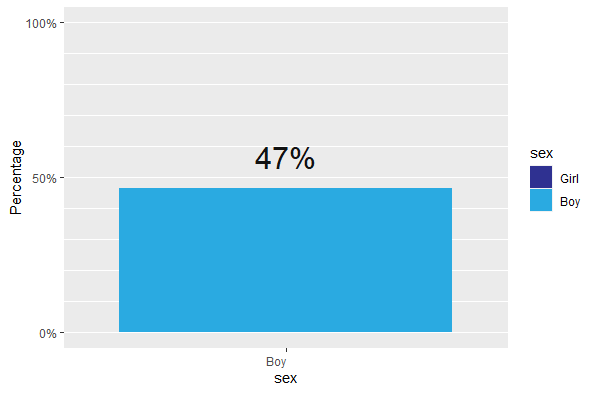 100%
50%
0%
Percentage
47%
Boy
sex
sex
Girl
Boy